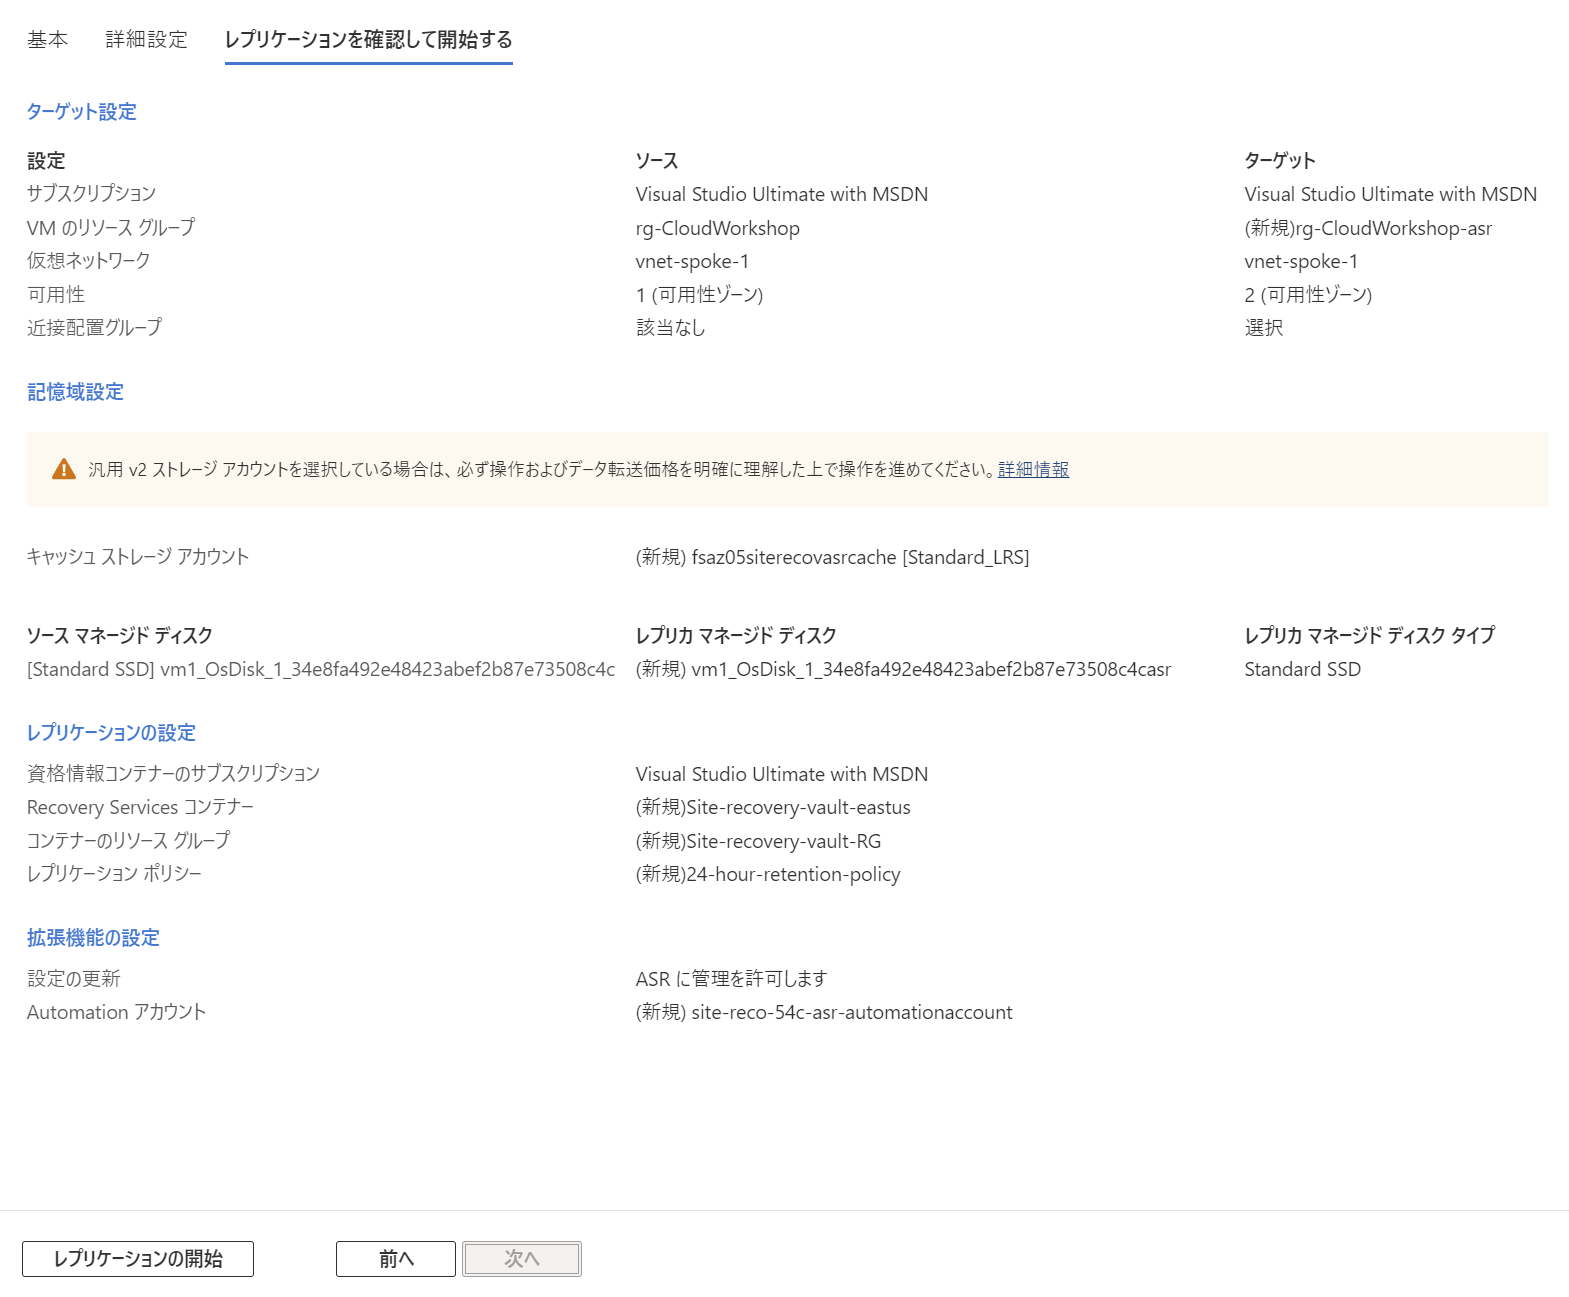 基本 詳細設定 レプリケーションを確認して開始する
ターゲット設定
設定 ソース ターゲット
サブスクリプション Visual Studio Ultimate with MSDN Visual Studio Ultimate with MSDN
VM のリソース グループ rg-CloudWorkshop (新規)rg-CloudWorkshop-asr
仮想ネットワーク vnet-spoke-1 vnet-spoke-1
可用性 1 (可用性ゾーン) 2 (可用性ゾーン)
近接配置グループ 該当なし 選択
記憶域設定
汎用 v2 ストレージ アカウントを選択している場合は、必ず操作およびデータ転送価格を明確に理解した上で操作を進めてください。詳細情報
キャッシュ ストレージ アカウント (新規) fsaz05siterecovasrcache [Standard_LRS]
ソース マネージド ディスク レプリカ マネージド ディスク レプリカ マネージド ディスク タイプ
[Standard SSD] vm1_OsDisk_1_34e8fa492e48423abef2b87e73508c4c (新規) vm1_OsDisk_1_34e8fa492e48423abef2b87e73508c4casr Standard SSD
レプリケーションの設定
資格情報コンテナーのサブスクリプション Visual Studio Ultimate with MSDN
Recovery Services コンテナー (新規)Site-recovery-vault-eastus
コンテナーのリソース グループ (新規)Site-recovery-vault-RG
レプリケーション ポリシー (新規)24-hour-retention-policy
拡張機能の設定
設定の更新 ASR に管理を許可します
Automation アカウント (新規) site-reco-54c-asr-automationaccount
レプリケーションの開始 前へ 次へ